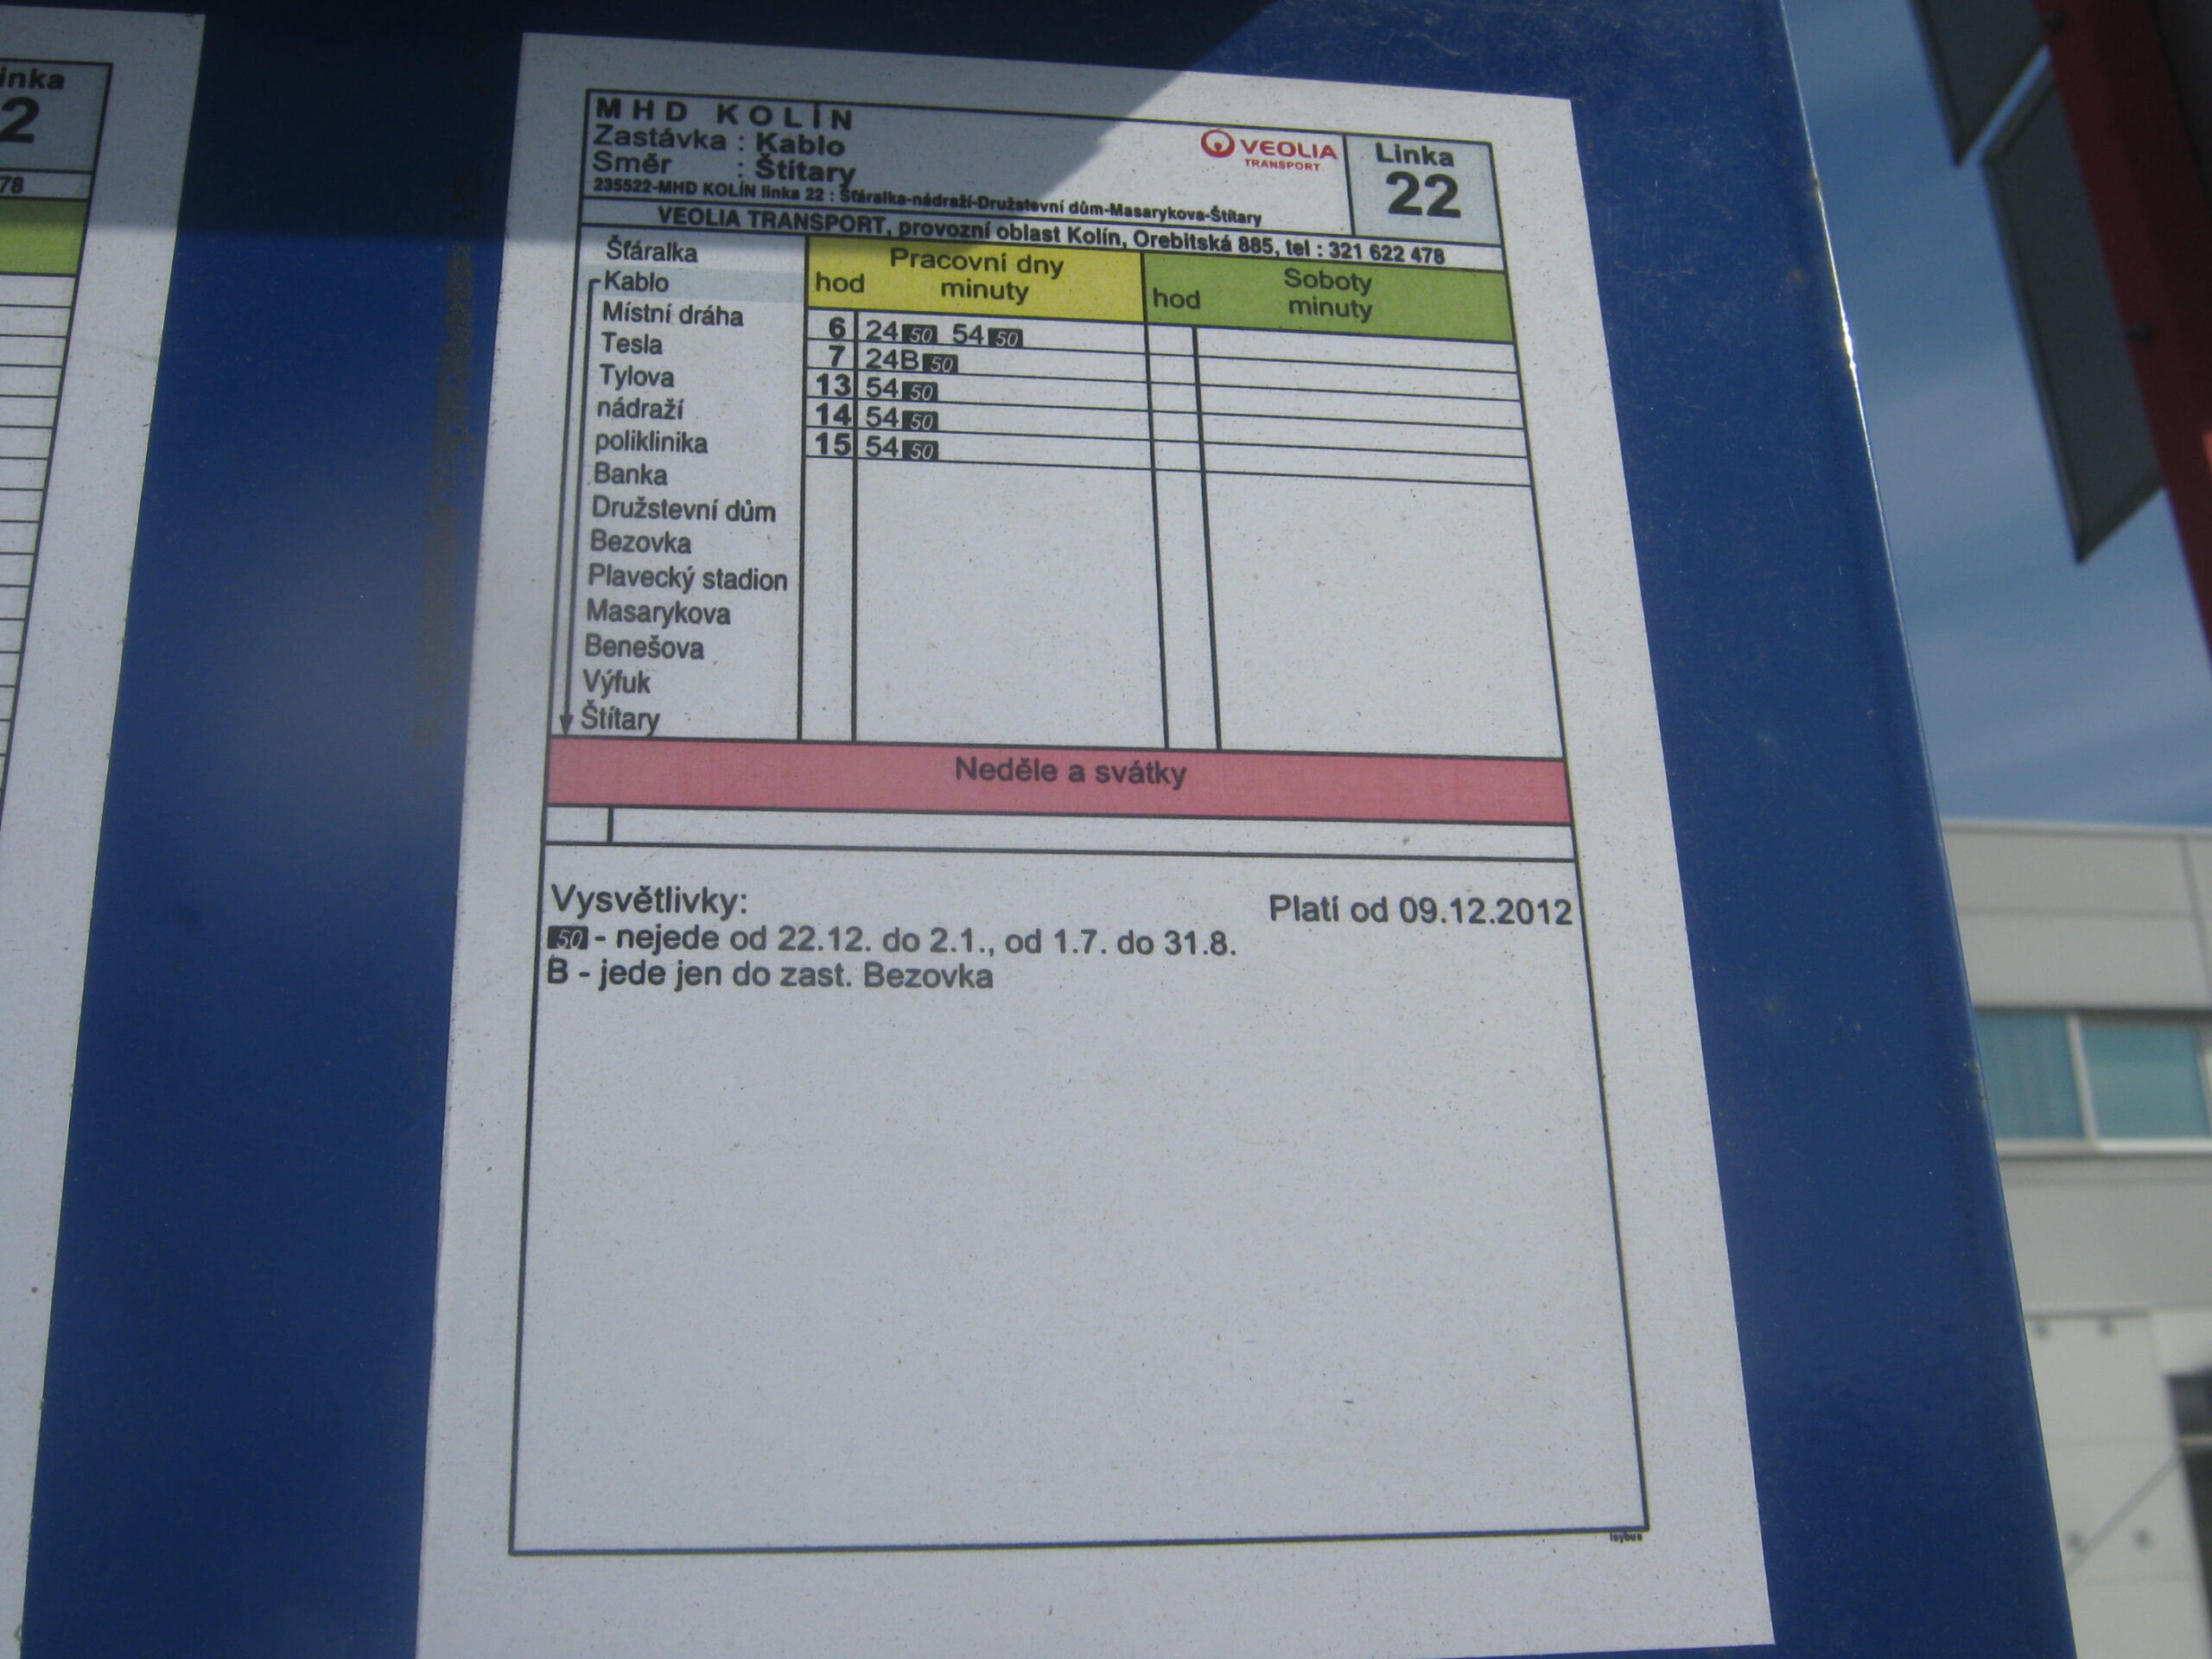 inka
2
78
MHD KOLÍN
Zastávka : Kablo
Směr : Štítary
VEOLIA
TRANSPORT
Linka
22
235522-MHD KOLÍN linka 22 : Šťáralka-nádraží-Družstevní dům-Masarykova-Štítary
VEOLIA TRANSPORT, provozní oblast Kolín, Orebitská 885, tel : 321 622 478
Šťáralka
Kablo
Místní dráha
Tesla
Tylova
nádraží
poliklinika
Banka
Družstevní dům
Bezovka
Plavecký stadion
Masarykova
Benešova
Výfuk
Štítary
hod Pracovní dny
minuty
hod Soboty
minuty
6 24 50 54 50
7 24B 50
13 54 50
14 54 50
15 54 50
Neděle a svátky
Vysvětlivky:
Platí od 09.12.2012
50 - nejede od 22.12. do 2.1., od 1.7. do 31.8.
B - jede jen do zast. Bezovka
isybus